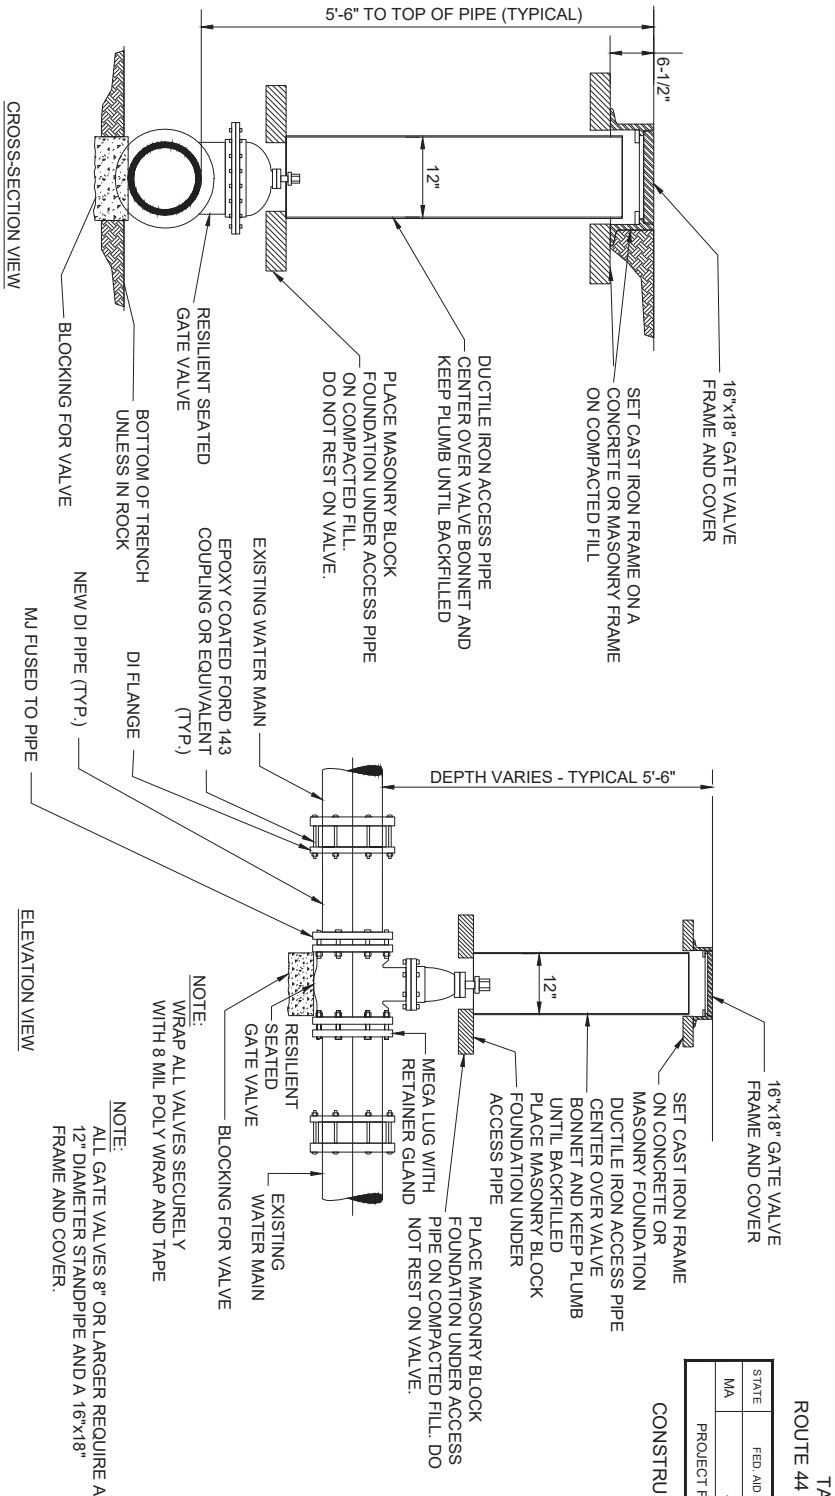 5'-6" TO TOP OF PIPE (TYPICAL)
6-1/2"
12"
16"x18" GATE VALVE
FRAME AND COVER
SET CAST IRON FRAME ON A
CONCRETE OR MASONRY FRAME
ON COMPACTED FILL
DUCTILE IRON ACCESS PIPE
CENTER OVER VALVE BONNET AND
KEEP PLUMB UNTIL BACKFILLED
PLACE MASONRY BLOCK
FOUNDATION UNDER ACCESS PIPE
ON COMPACTED FILL.
DO NOT REST ON VALVE.
RESILIENT SEATED
GATE VALVE
BOTTOM OF TRENCH
UNLESS IN ROCK
BLOCKING FOR VALVE
CROSS-SECTION VIEW
DEPTH VARIES - TYPICAL 5'-6"
12"
16"x18" GATE VALVE
FRAME AND COVER
SET CAST IRON FRAME
ON CONCRETE OR
MASONRY FOUNDATION
DUCTILE IRON ACCESS PIPE
CENTER OVER VALVE
BONNET AND KEEP PLUMB
UNTIL BACKFILLED
PLACE MASONRY BLOCK
FOUNDATION UNDER
ACCESS PIPE
PLACE MASONRY BLOCK
FOUNDATION UNDER ACCESS
PIPE ON COMPACTED FILL. DO
NOT REST ON VALVE.
MEGA LUG WITH
RETAINER GLAND
EXISTING WATER MAIN
EPOXY COATED FORD 143
COUPLING OR EQUIVALENT
(TYP.)
DI FLANGE
NEW DI PIPE (TYP.)
MJ FUSED TO PIPE
RESILIENT
SEATED
GATE VALVE
EXISTING
WATER MAIN
BLOCKING FOR VALVE
ELEVATION VIEW
NOTE:
WRAP ALL VALVES SECURELY
WITH 8 MIL POLY WRAP AND TAPE
NOTE:
ALL GATE VALVES 8" OR LARGER REQUIRE A
12" DIAMETER STANDPIPE AND A 16"x18"
FRAME AND COVER.
TA
ROUTE 44
STATE
FED. AID
MA
PROJECT F
CONSTRU